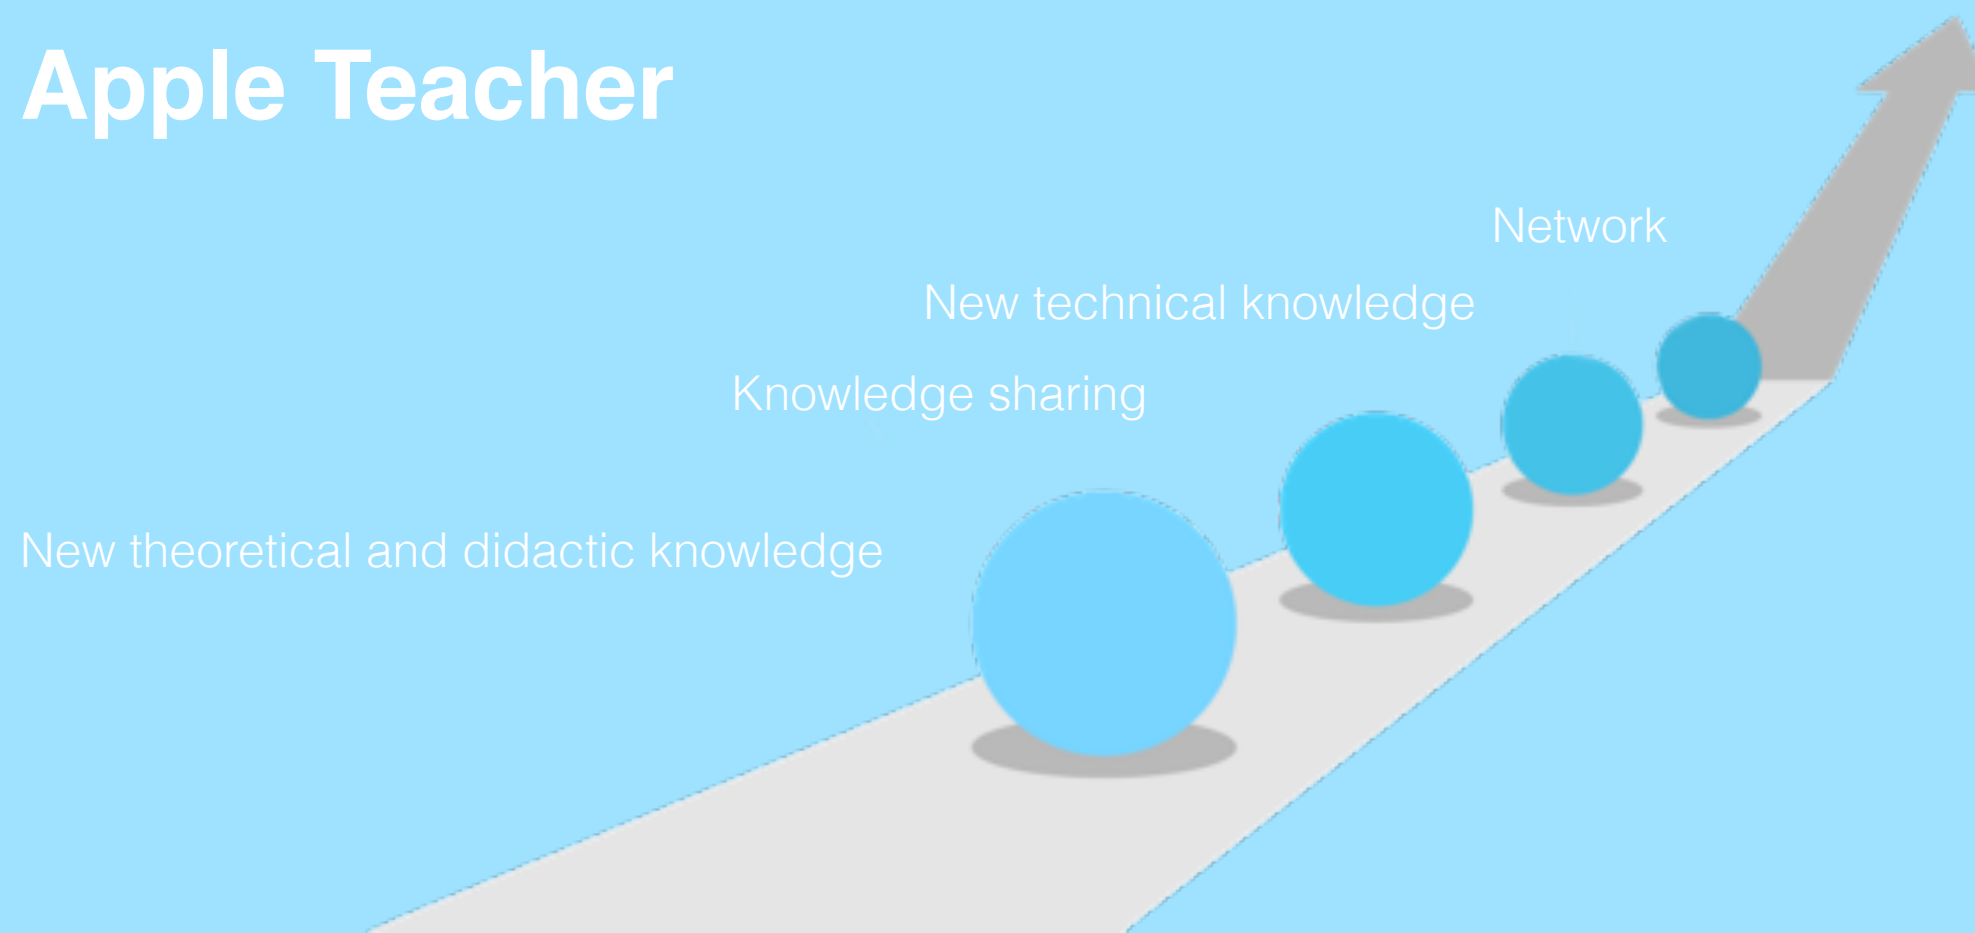 Apple Teacher
Network
New technical knowledge
Knowledge sharing
New theoretical and didactic knowledge